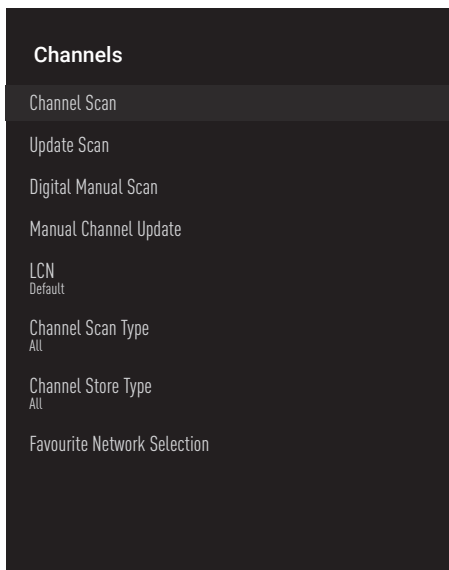 Channels
Channel Scan
Update Scan
Digital Manual Scan
Manual Channel Update
LCN
Default
Channel Scan Type
All
Channel Store Type
All
Favourite Network Selection